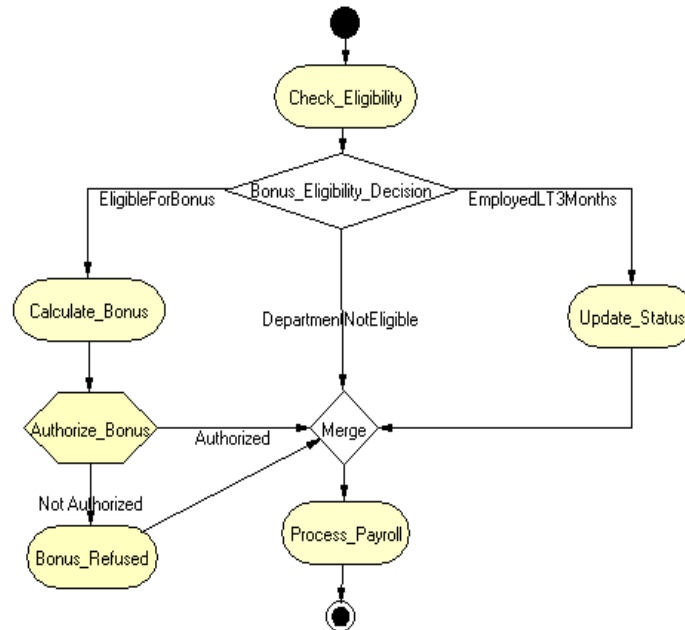 Check_Eligibility
Bonus_Eligibility_Decision
EligibleForBonus
EmployedLT3Months
Calculate_Bonus
DepartmentNotEligible
Update_Status
Authorize_Bonus
Authorized
Merge
Not Authorized
Bonus_Refused
Process_Payroll